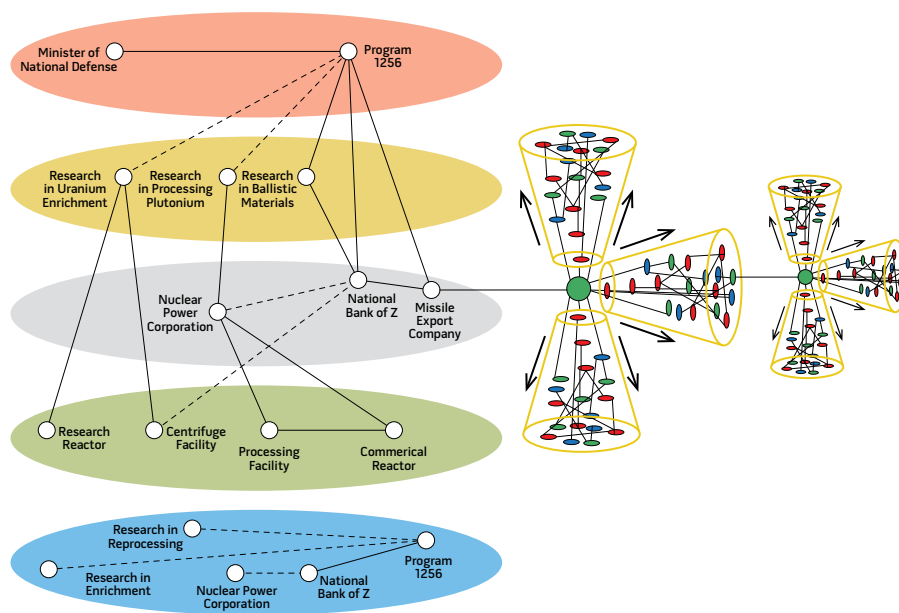 Minister of
National Defense
Program
1256
Research
in Uranium
Enrichment
Research
in Processing
Plutonium
Research
in Ballistic
Materials
Nuclear
Power
Corporation
National
Bank of Z
Missile
Export
Company
Research
Reactor
Centrifuge
Facility
Processing
Facility
Commerical
Reactor
Research in
Reprocessing
Research in
Enrichment
Nuclear Power
Corporation
National
Bank of Z
Program
1256